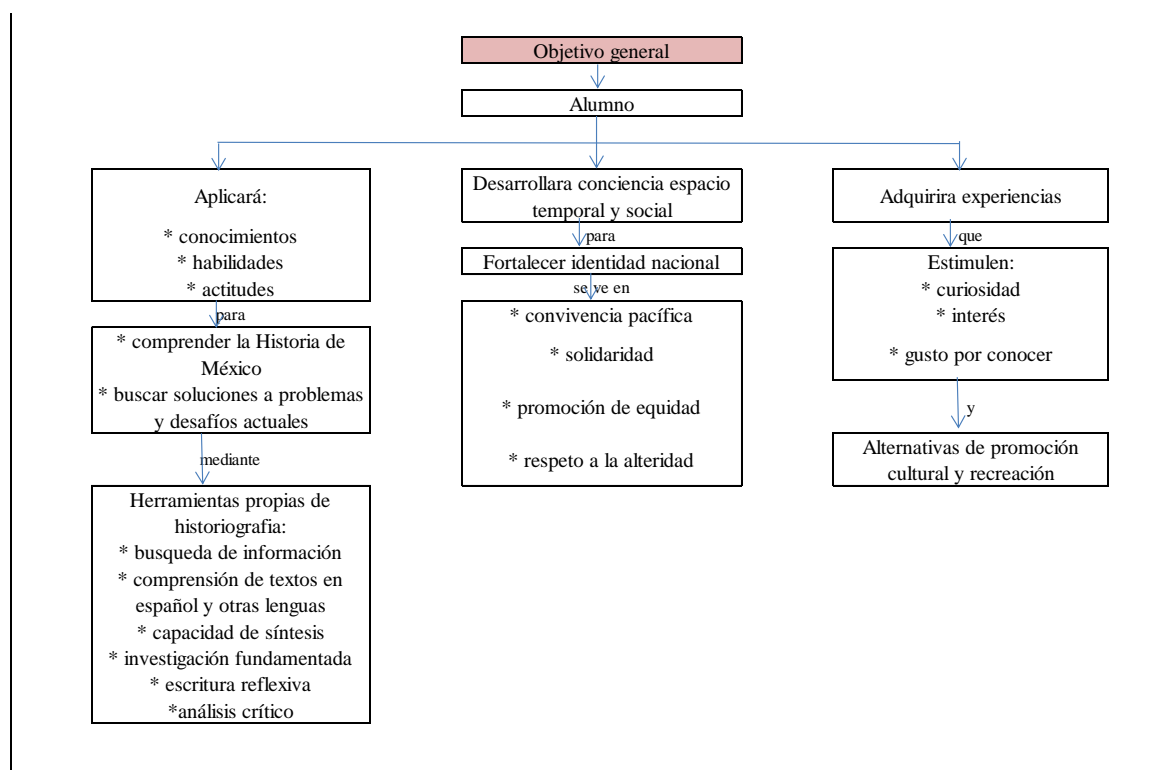 Objetivo general
Alumno
Aplicará:
* conocimientos
* habilidades
* actitudes
para
* comprender la Historia de
México
* buscar soluciones a problemas
y desafíos actuales
mediante
Herramientas propias de
historiografia:
* busqueda de información
* comprensión de textos en
español y otras lenguas
* capacidad de síntesis
* investigación fundamentada
* escritura reflexiva
*análisis crítico
Desarrollara conciencia espacio
temporal y social
para
Fortalecer identidad nacional
se ve en
* convivencia pacífica
* solidaridad
* promoción de equidad
* respeto a la alteridad
Adquirira experiencias
que
Estimulen:
* curiosidad
* interés
* gusto por conocer
y
Alternativas de promoción
cultural y recreación